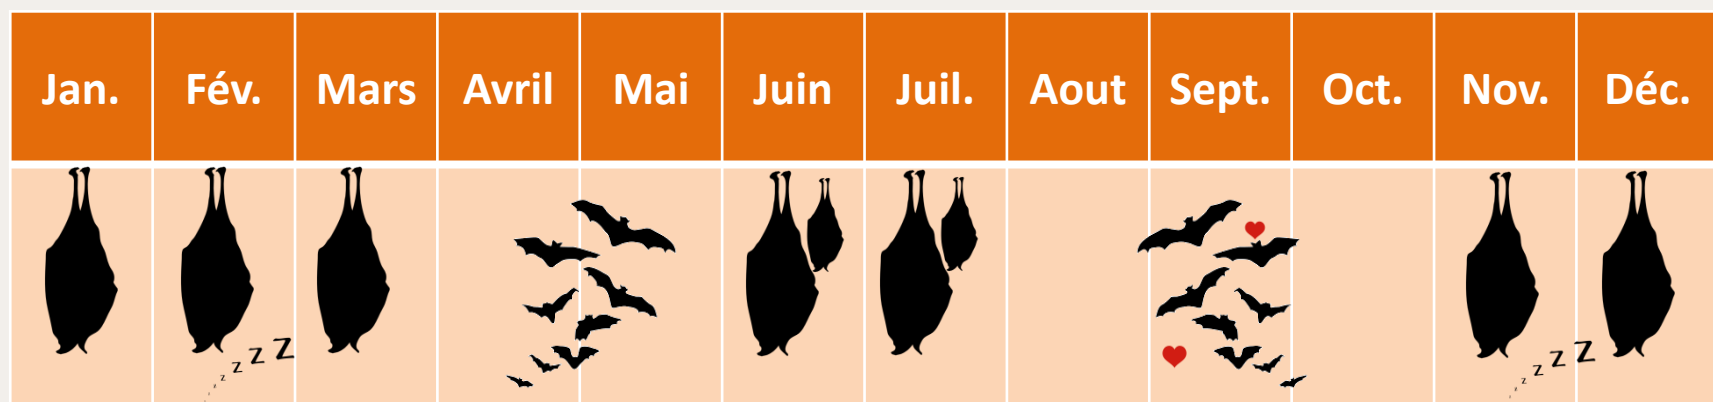 Jan. Fév. Mars Avril Mai Juin Juil. Aout Sept. Oct. Nov. Déc.
z z z Z Z
z z z Z Z